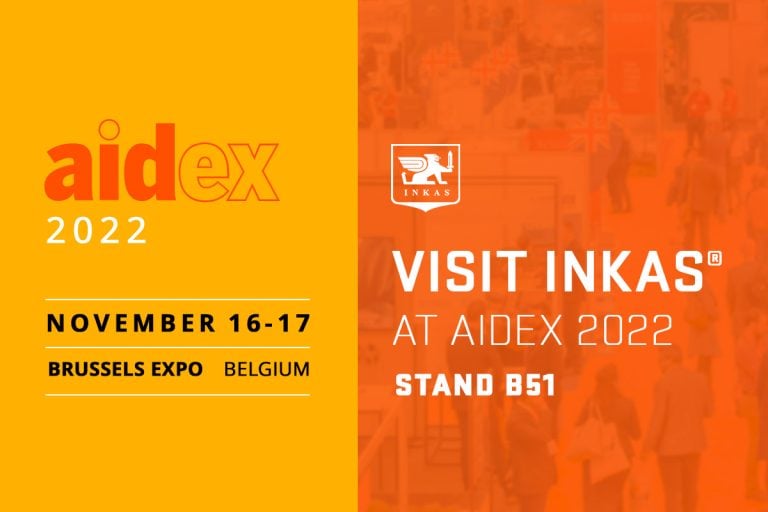 aidex
2022
NOVEMBER 16-17
BRUSSELS EXPO BELGIUM
INKAS
VISIT INKAS®
AT AIDEX 2022
STAND B51